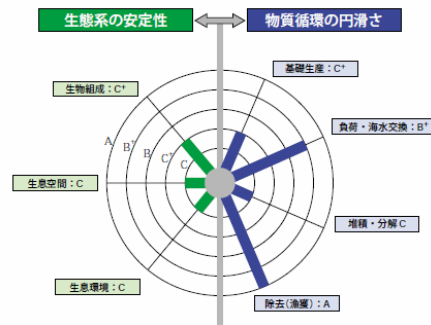 生態系の安定性
物質循環の円滑さ
基礎生産：C⁺
生物組成：C⁺
負荷・海水交換：B⁺
A
B⁺
B
C⁺
C
生息空間：C
堆積・分解 C
生息環境：C
除去（漁獲）：A